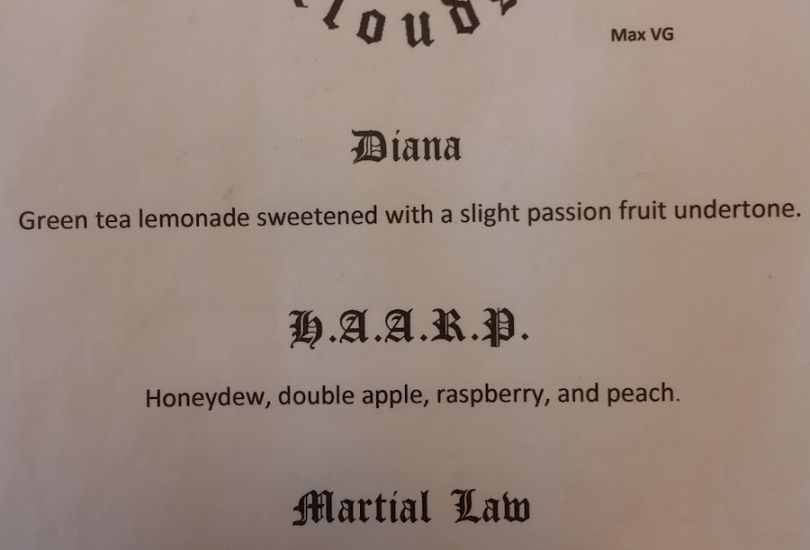 Max VG
Diana
Green tea lemonade sweetened with a slight passion fruit undertone.
H.A.A.R.P.
Honeydew, double apple, raspberry, and peach.
Martial Law